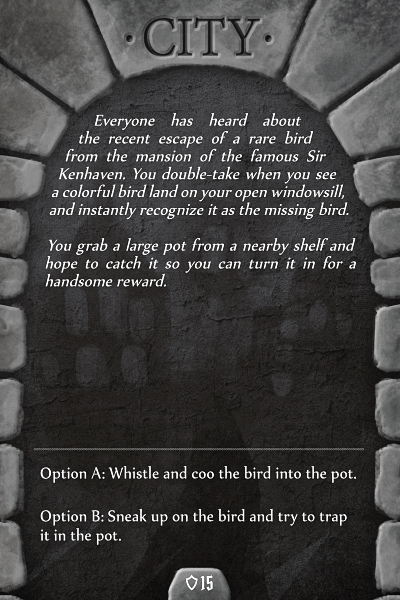 ·CITY·
Everyone has heard about
the recent escape of a rare bird
from the mansion of the famous Sir
Kenhaven. You double-take when you see
a colorful bird land on your open windowsill,
and instantly recognize it as the missing bird.
You grab a large pot from a nearby shelf and
hope to catch it so you can turn it in for a
handsome reward.
Option A: Whistle and coo the bird into the pot.
Option B: Sneak up on the bird and try to trap
it in the pot.
15